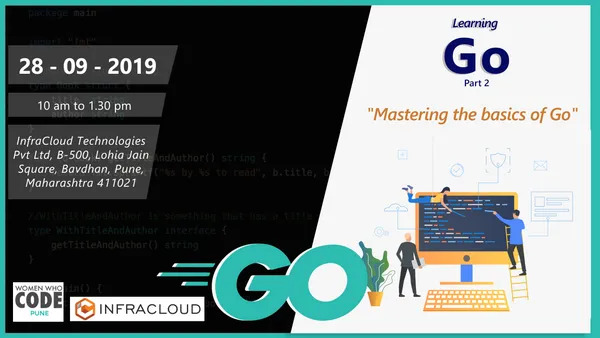 package main
28 - 09 - 2019
10 am to 1.30 pm
InfraCloud Technologies
Pvt Ltd, B-500, Lohia Jain
Square, Bavdhan, Pune,
Maharashtra 411021
AndAuthor() string {
"%s by %s to read", b.title, b
//WithTitleAndAuthor is something that has a title
type WithTitleAndAuthor interface {
getTitleAndAuthor() string
}
main() {
WOMEN WHO
CODE
PUNE
INFRACLOUD
GO
Learning
Go
Part 2
"Mastering the basics of Go"